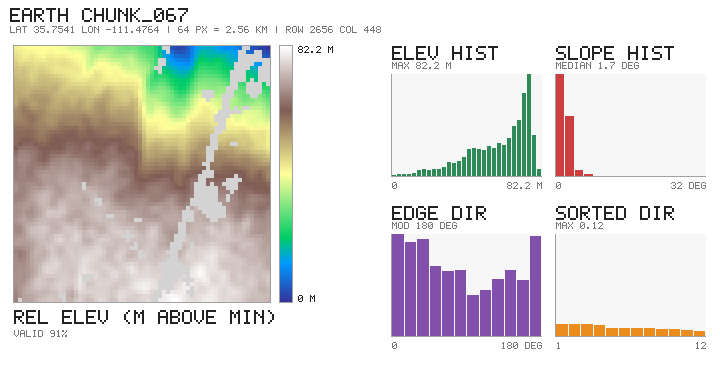 EARTH CHUNK_067
LAT 35.7541 LON -111.4764 | 64 PX = 2.56 KM | ROW 2656 COL 448
82.2 M
0 M
REL ELEV (M ABOVE MIN)
VALID 91%
ELEV HIST
MAX 82.2 M
0 82.2 M
SLOPE HIST
MEDIAN 1.7 DEG
0 32 DEG
EDGE DIR
MOD 180 DEG
0 180 DEG
SORTED DIR
MAX 0.12
1 12